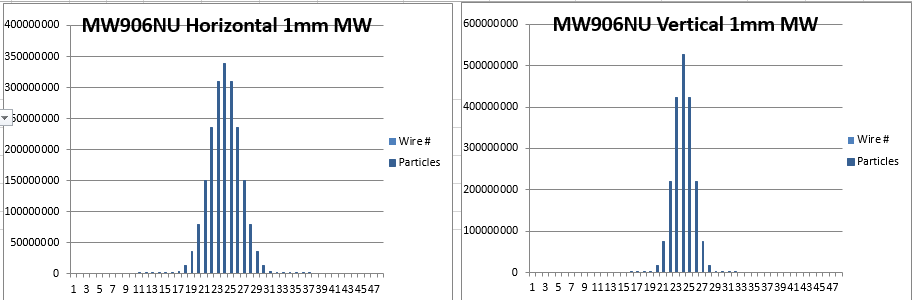 MW906NU Horizontal 1mm MW
400000000
350000000
300000000
250000000
200000000
150000000
100000000
50000000
0
1 3 5 7 9 11 13 15 17 19 21 23 25 27 29 31 33 35 37 39 41 43 45 47
Wire #
Particles
MW906NU Vertical 1mm MW
600000000
500000000
400000000
300000000
200000000
100000000
0
1 3 5 7 9 11 13 15 17 19 21 23 25 27 29 31 33 35 37 39 41 43 45 47
Wire #
Particles